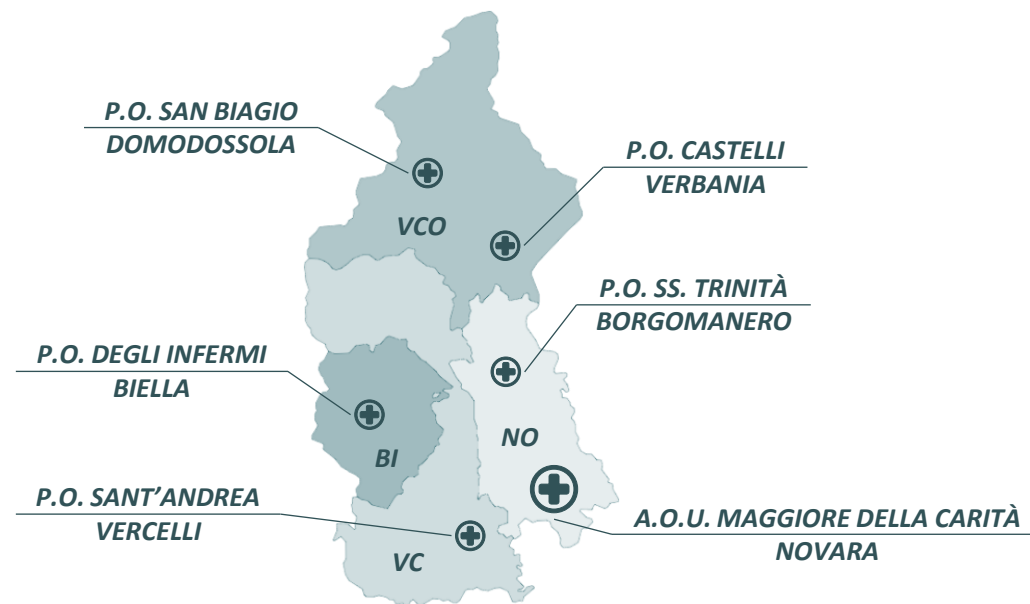 P.O. SAN BIAGIO
DOMODOSSOLA
P.O. CASTELLI
VERBANIA
VCO
P.O. SS. TRINITÀ
BORGOMANERO
P.O. DEGLI INFERMI
BIELLA
NO
BI
P.O. SANT’ANDREA
VERCELLI
A.O.U. MAGGIORE DELLA CARITÀ
NOVARA
VC